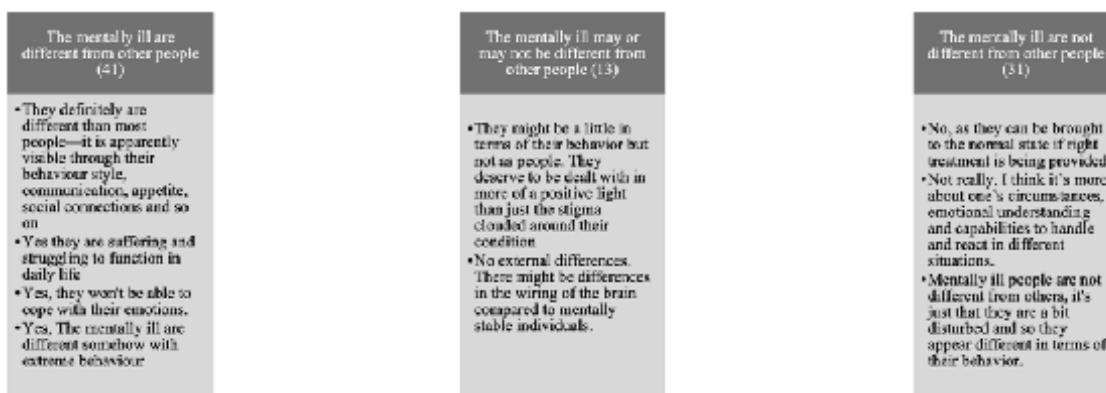 The mentally ill are
different from other people
(41)
•They definitely are
different than most
people—it is apparently
visible through their
behaviour style,
communication, appetite,
social connections and so
on
•Yes they are suffering and
struggling to function in
daily life
•Yes, they won't be able to
cope with their emotions.
•Yes, The mentally ill are
different somehow with
extreme behaviour
The mentally ill may or
may not be different from
other people (13)
•They might be a little in
terms of their behavior but
not as people. They
deserve to be dealt with in
more of a positive light
than just the stigma
clouded around their
condition
•No external differences.
There might be differences
in the wiring of the brain
compared to mentally
stable individuals.
The mentally ill are not
different from other people
(31)
•No, as they can be brought
to the normal state if right
treatment is being provided
•Not really. I think it's more
about one's circumstances,
emotional understanding
and capabilities to handle
and react in different
situations.
•Mentally ill people are not
different from others, it's
just that they are a bit
disturbed and so they
appear different in terms of
their behavior.